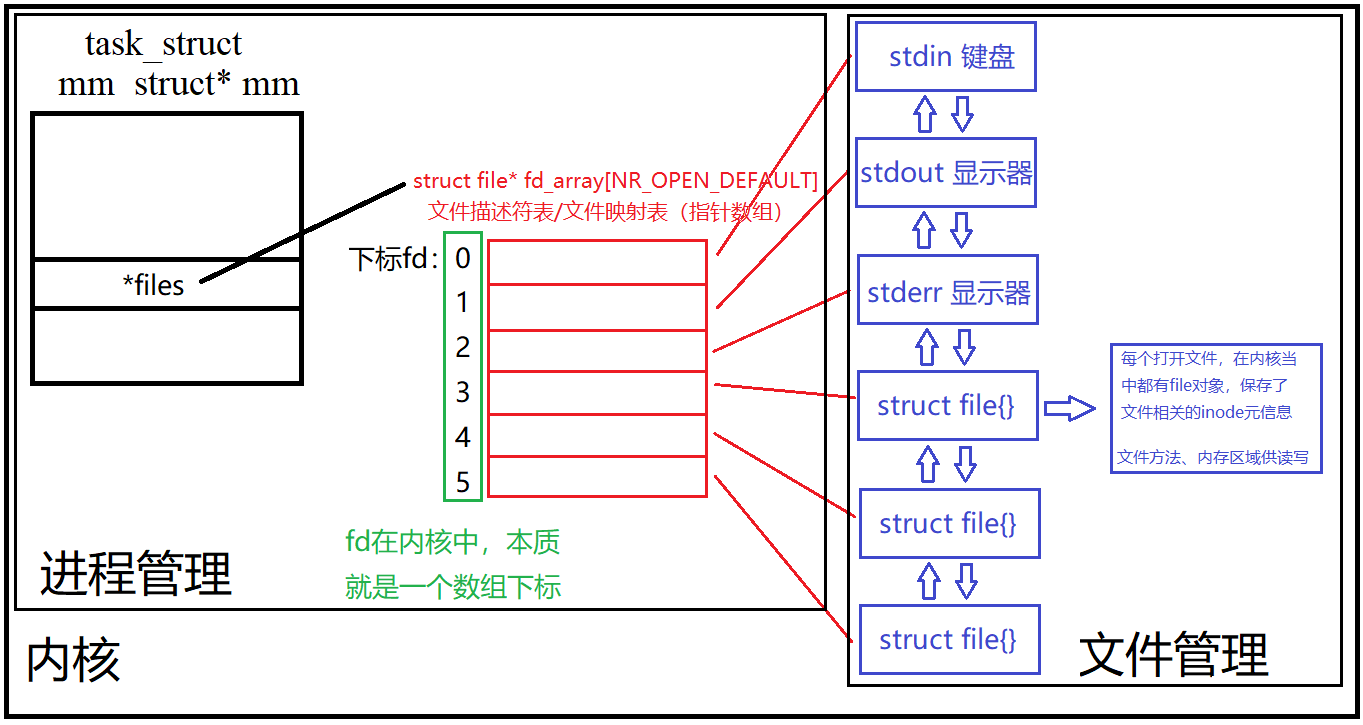 task_struct
mm_struct* mm
*files
struct file* fd_array[NR_OPEN_DEFAULT]
文件描述符表/文件映射表（指针数组）
下标fd：
0
1
2
3
4
5
fd在内核中，本质
就是一个数组下标
进程管理
内核
stdin 键盘
stdout 显示器
stderr 显示器
struct file{}
struct file{}
struct file{}
每个打开文件，在内核当
中都有file对象，保存了
文件相关的inode元信息
文件方法、内存区域供读写
文件管理